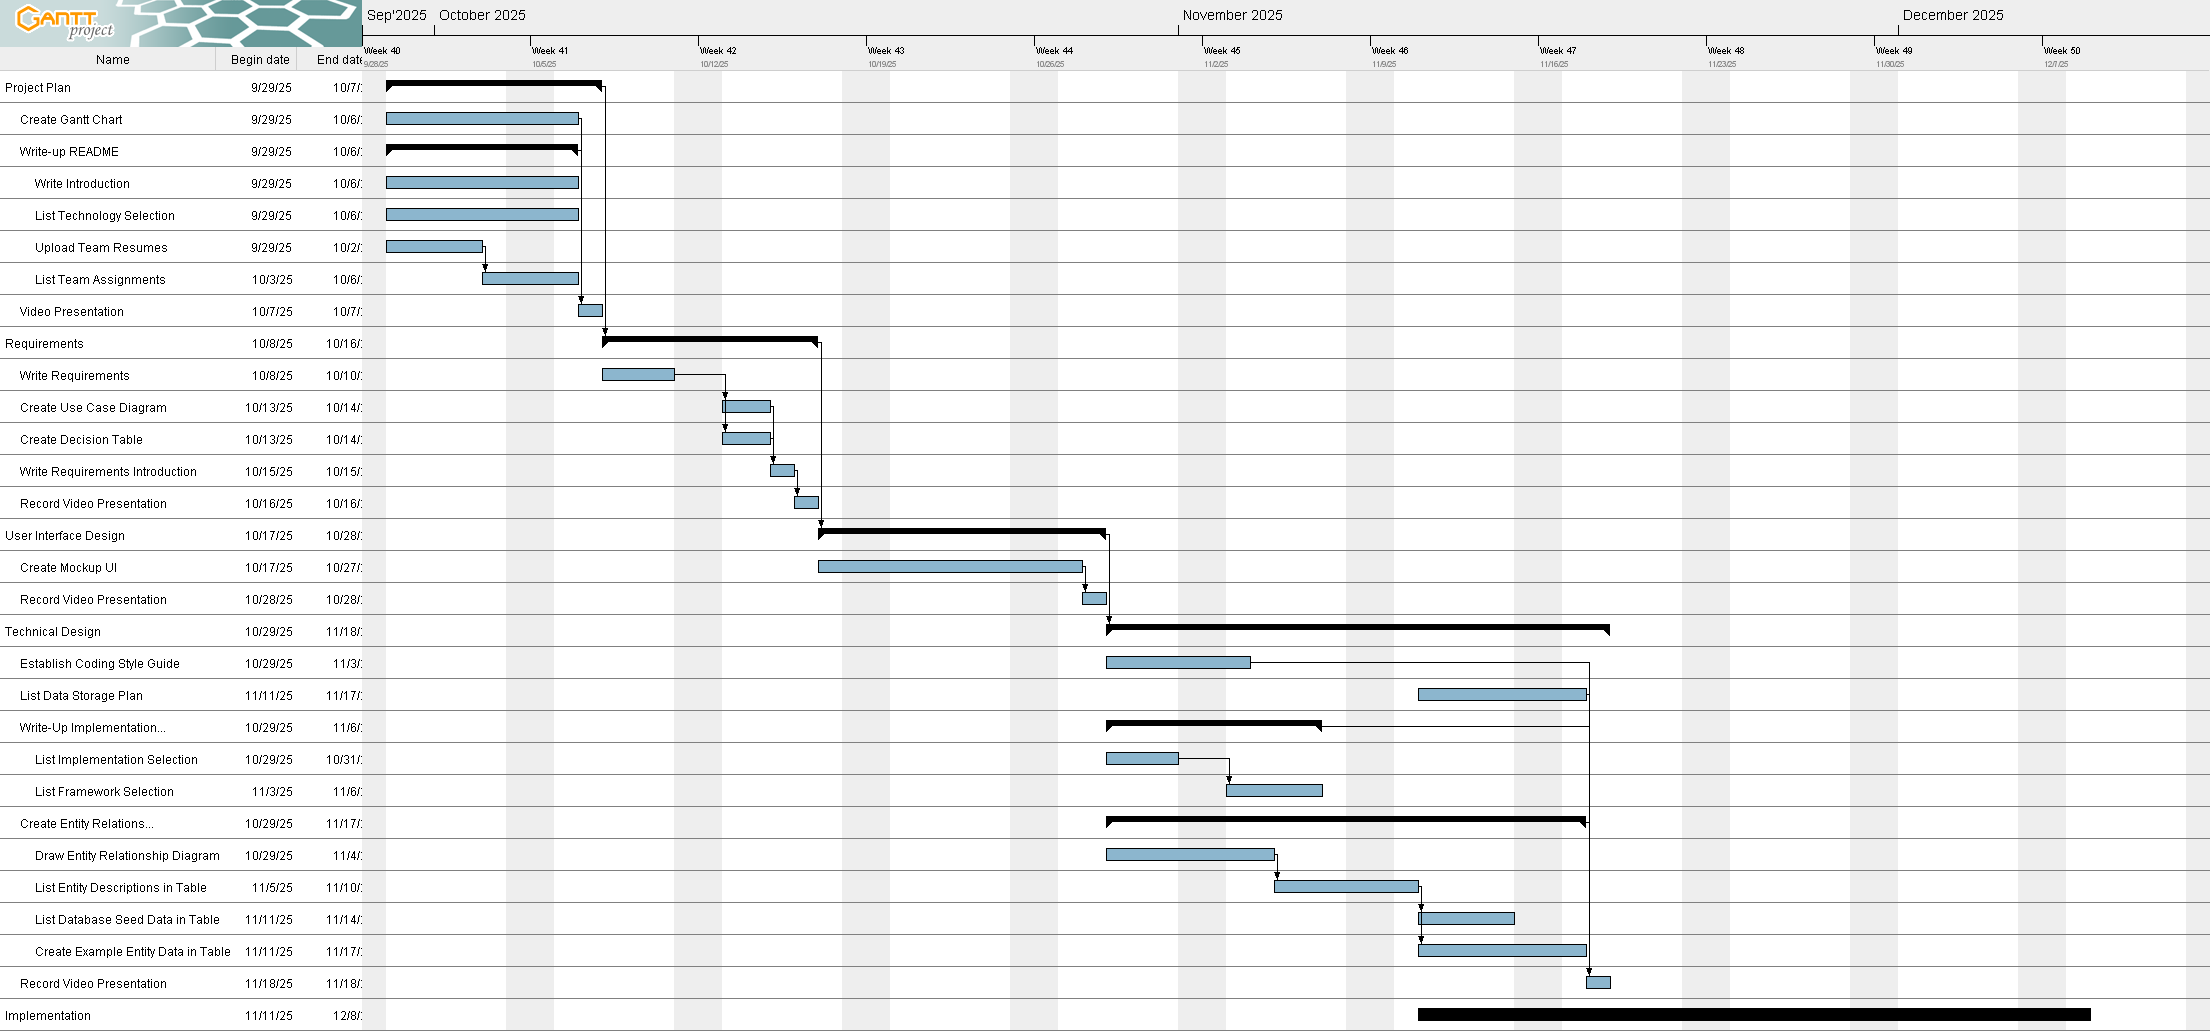 GANTT
project
Sep'2025 October 2025 November 2025 December 2025
Week 40 Week 41 Week 42 Week 43 Week 44 Week 45 Week 46 Week 47 Week 48 Week 49 Week 50
Name Begin date End date
9/28/25 10/5/25 10/12/25 10/19/25 10/26/25 11/2/25 11/9/25 11/16/25 11/23/25 11/30/25 12/7/25
Project Plan 9/29/25 10/7/
Create Gantt Chart 9/29/25 10/6/
Write-up README 9/29/25 10/6/
Write Introduction 9/29/25 10/6/
List Technology Selection 9/29/25 10/6/
Upload Team Resumes 9/29/25 10/2/
List Team Assignments 10/3/25 10/6/
Video Presentation 10/7/25 10/7/
Requirements 10/8/25 10/16/
Write Requirements 10/8/25 10/10/
Create Use Case Diagram 10/13/25 10/14/
Create Decision Table 10/13/25 10/14/
Write Requirements Introduction 10/15/25 10/15/
Record Video Presentation 10/16/25 10/16/
User Interface Design 10/17/25 10/28/
Create Mockup UI 10/17/25 10/27/
Record Video Presentation 10/28/25 10/28/
Technical Design 10/29/25 11/18/
Establish Coding Style Guide 10/29/25 11/3/
List Data Storage Plan 11/11/25 11/17/
Write-Up Implementation... 10/29/25 11/6/
List Implementation Selection 10/29/25 10/31/
List Framework Selection 11/3/25 11/6/
Create Entity Relations... 10/29/25 11/17/
Draw Entity Relationship Diagram 10/29/25 11/4/
List Entity Descriptions in Table 11/5/25 11/10/
List Database Seed Data in Table 11/11/25 11/14/
Create Example Entity Data in Table 11/11/25 11/17/
Record Video Presentation 11/18/25 11/18/
Implementation 11/11/25 12/8/